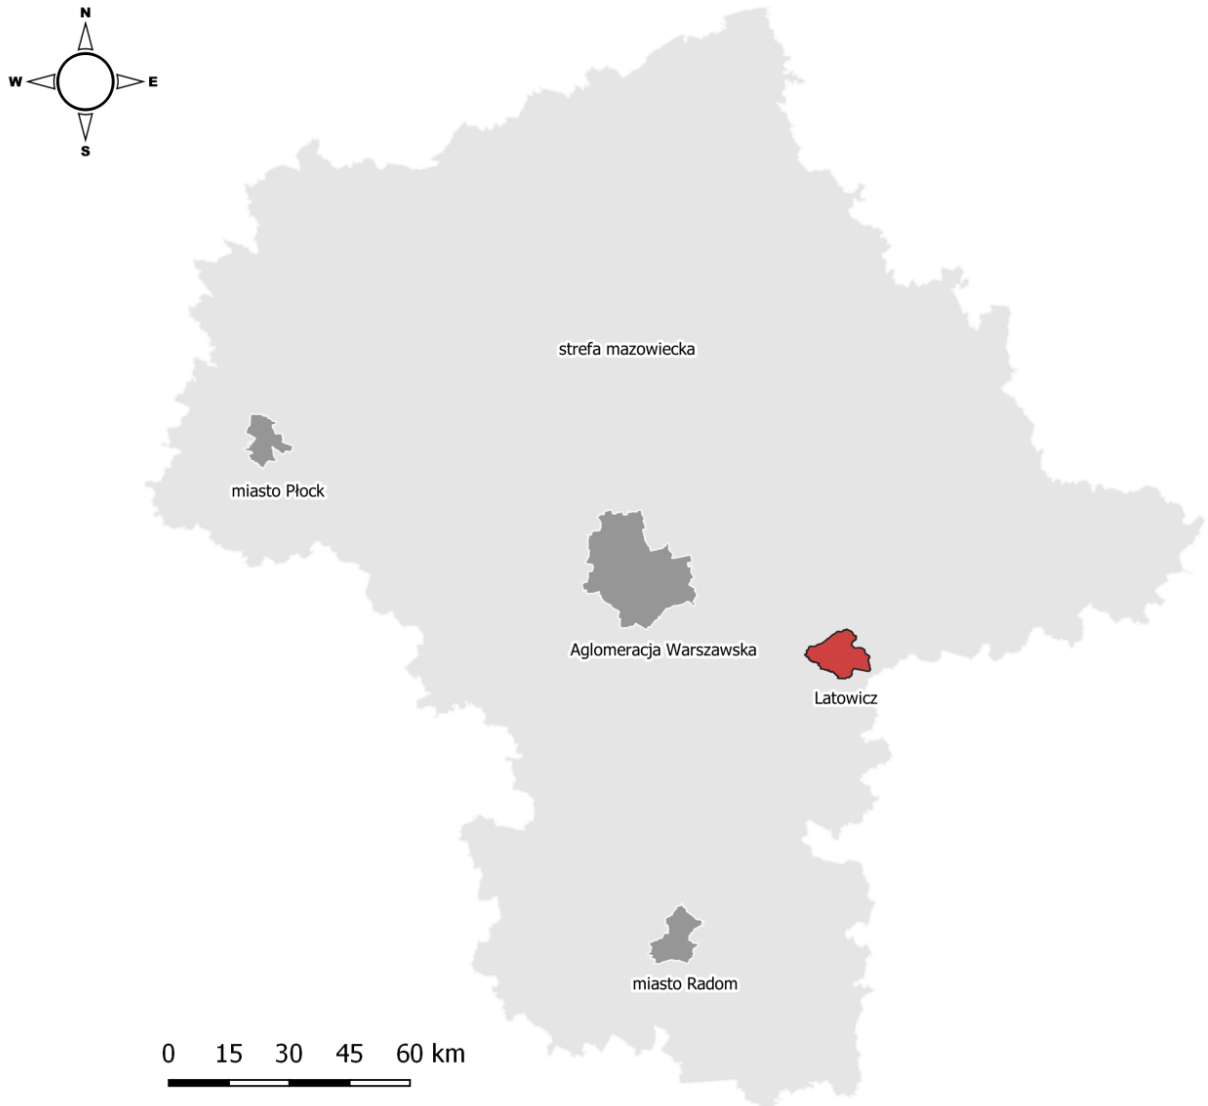 N
W E
S
strefa mazowiecka
miasto Płock
Aglomeracja Warszawska
Latowicz
miasto Radom
0 15 30 45 60 km